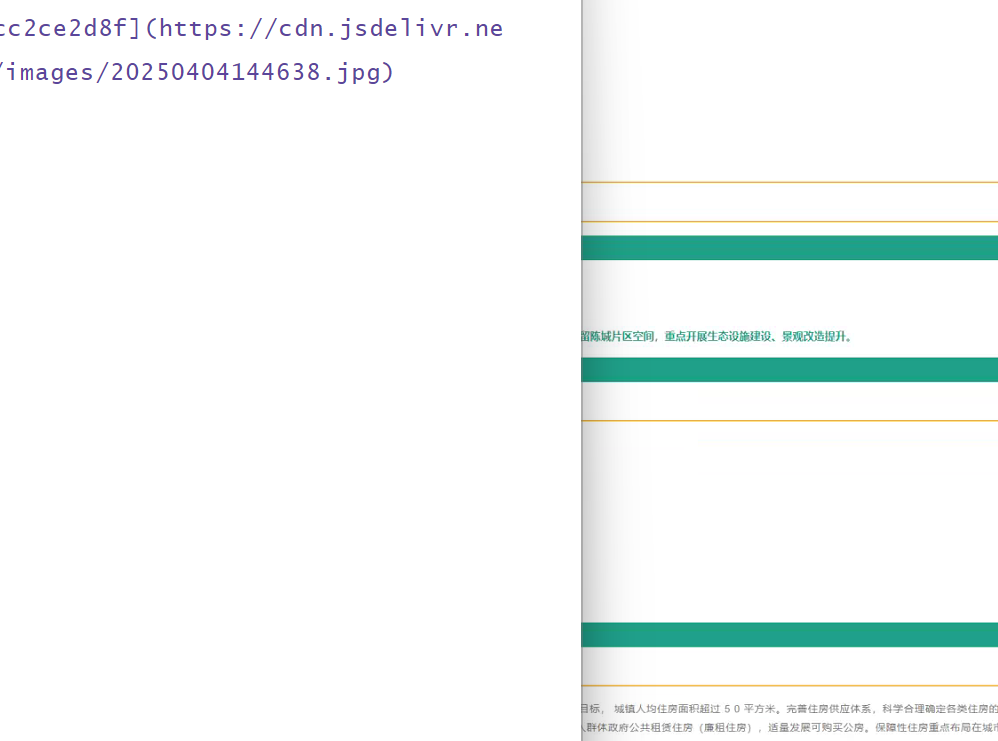 cc2ce2d8f](https://cdn.jsdelivr.ne
/images/20250404144638.jpg)
留陈城片区空间，重点开展生态设施建设、景观改造提升。
目标， 城镇人均住房面积超过 5 0 平方米。完善住房供应体系，科学合理确定各类住房的
人群体政府公共租赁住房（廉租住房），适量发展可购买公房。保障性住房重点布局在城市